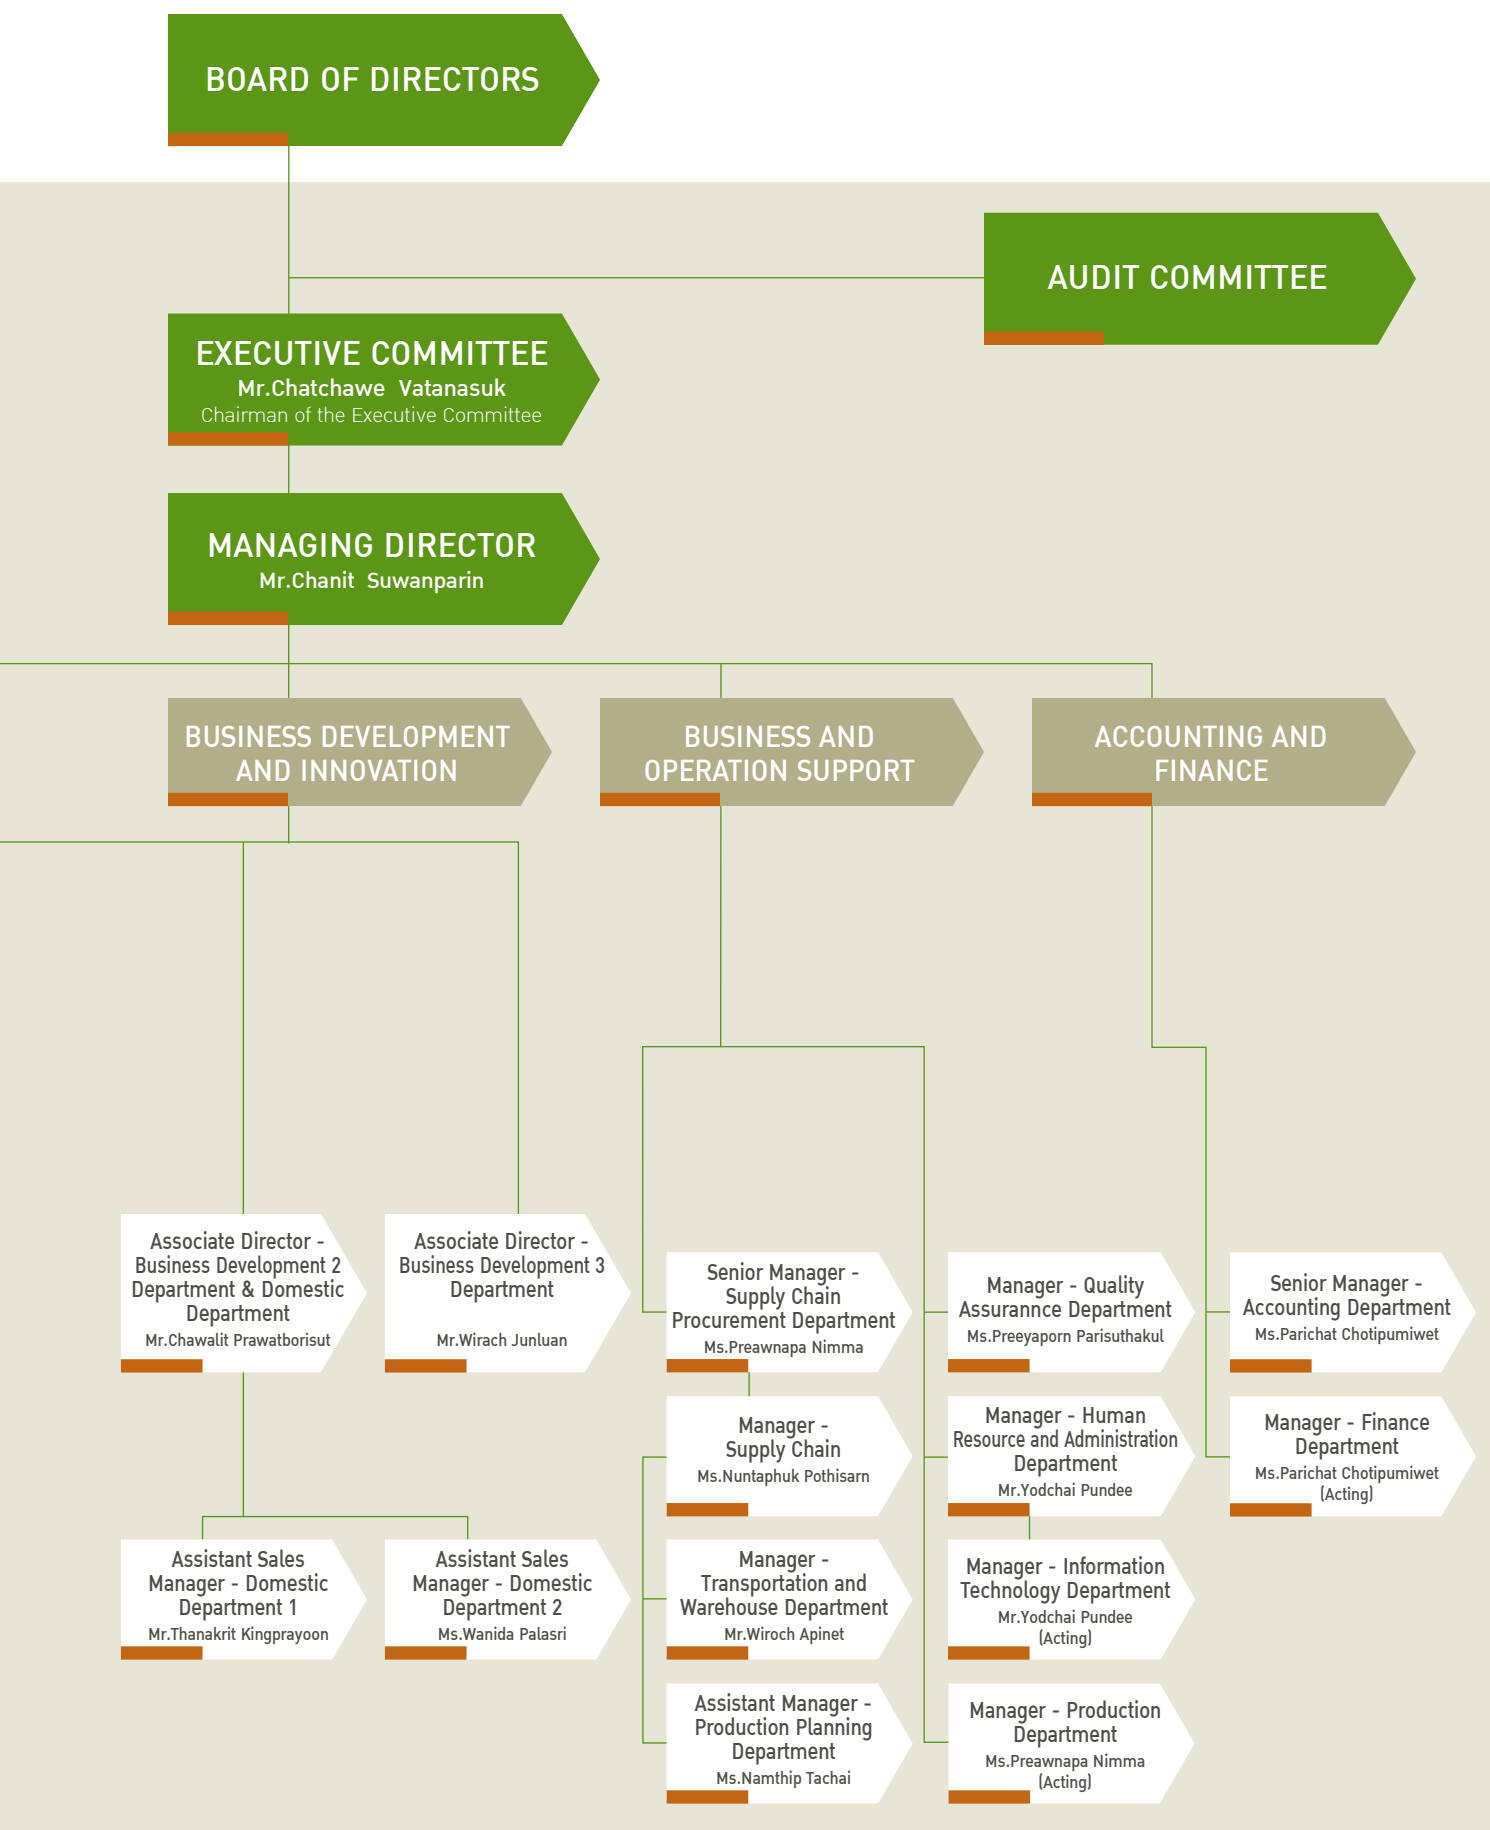 BOARD OF DIRECTORS
AUDIT COMMITTEE
EXECUTIVE COMMITTEE
Mr.Chatchawe Vatanasuk
Chairman of the Executive Committee
MANAGING DIRECTOR
Mr.Chanit Suwanparin
BUSINESS DEVELOPMENT
AND INNOVATION
BUSINESS AND
OPERATION SUPPORT
ACCOUNTING AND
FINANCE
Associate Director -
Business Development 2
Department & Domestic
Department
Mr.Chawalit Prawatborisut
Associate Director -
Business Development 3
Department
Mr.Wirach Junluan
Senior Manager -
Supply Chain
Procurement Department
Ms.Preawnapa Nimma
Manager - Quality
Assurannce Department
Ms.Preeyaporn Parisuthakul
Senior Manager -
Accounting Department
Ms.Parichat Chotipumiwet
Manager -
Supply Chain
Ms.Nuntaphuk Pothisarn
Manager - Human
Resource and Administration
Department
Mr.Yodchai Pundee
Manager - Finance
Department
Ms.Parichat Chotipumiwet
(Acting)
Assistant Sales
Manager - Domestic
Department 1
Mr.Thanakrit Kingprayoon
Assistant Sales
Manager - Domestic
Department 2
Ms.Wanida Palasri
Manager -
Transportation and
Warehouse Department
Mr.Wiroch Apinet
Manager - Information
Technology Department
Mr.Yodchai Pundee
(Acting)
Assistant Manager -
Production Planning
Department
Ms.Namthip Tachai
Manager - Production
Department
Ms.Preawnapa Nimma
(Acting)